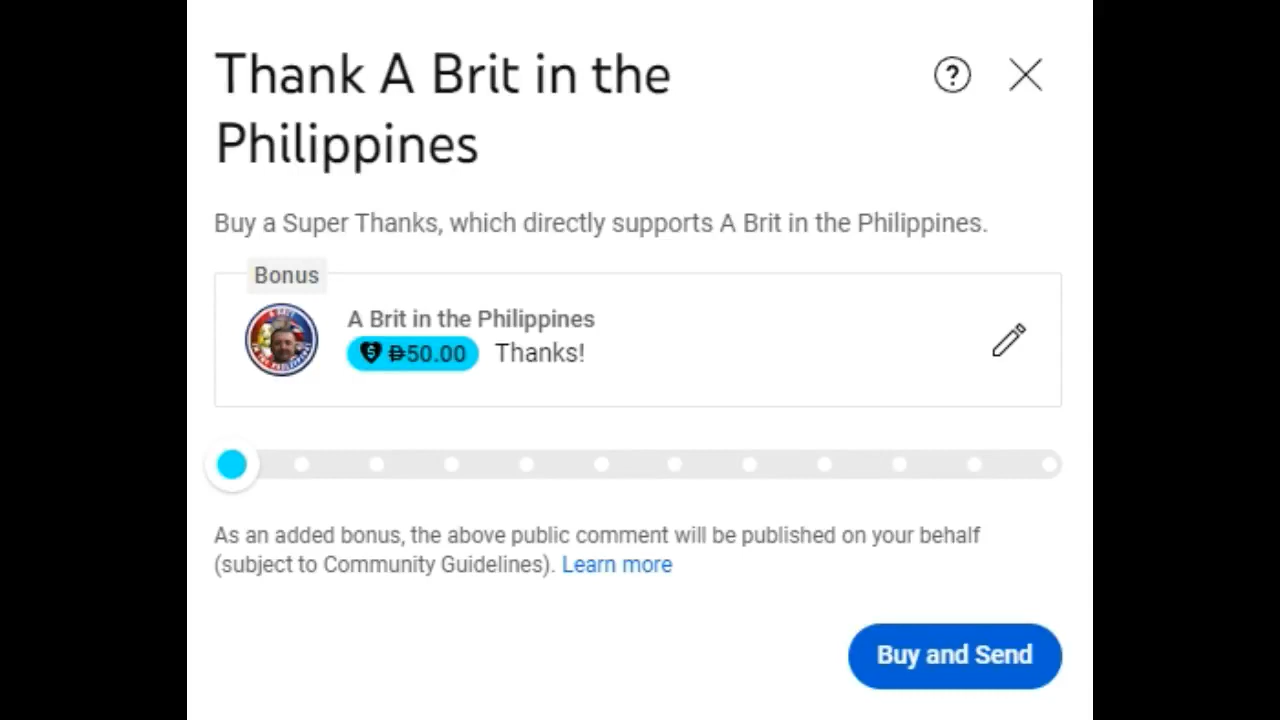 Thank A Brit in the
Philippines
Buy a Super Thanks, which directly supports A Brit in the Philippines.
Bonus
A Brit in the Philippines
₱50.00 Thanks!
As an added bonus, the above public comment will be published on your behalf
(subject to Community Guidelines). Learn more
Buy and Send